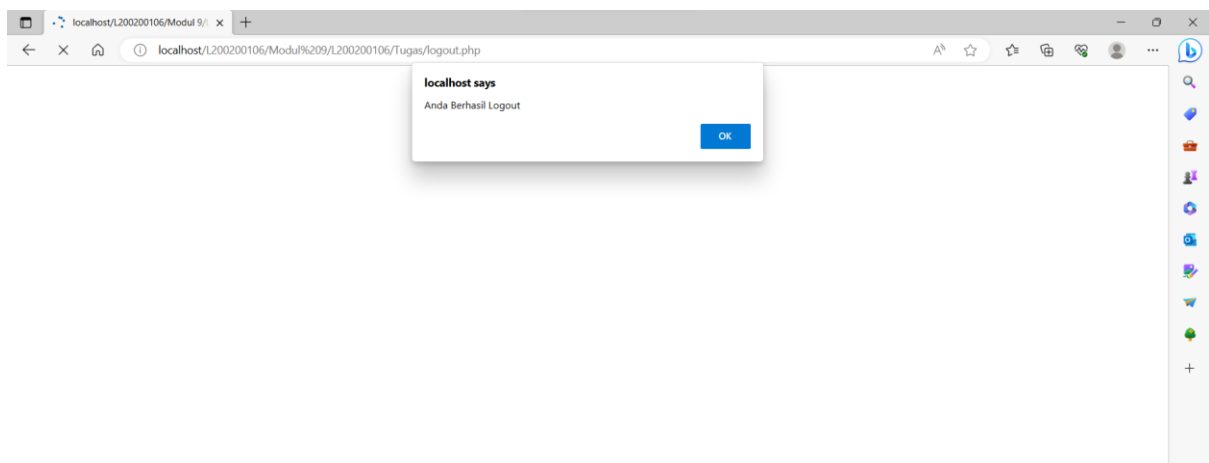 localhost/L200200106/Modul 9/
localhost/L200200106/Modul%209/L200200106/Tugas/logout.php
localhost says
Anda Berhasil Logout
OK